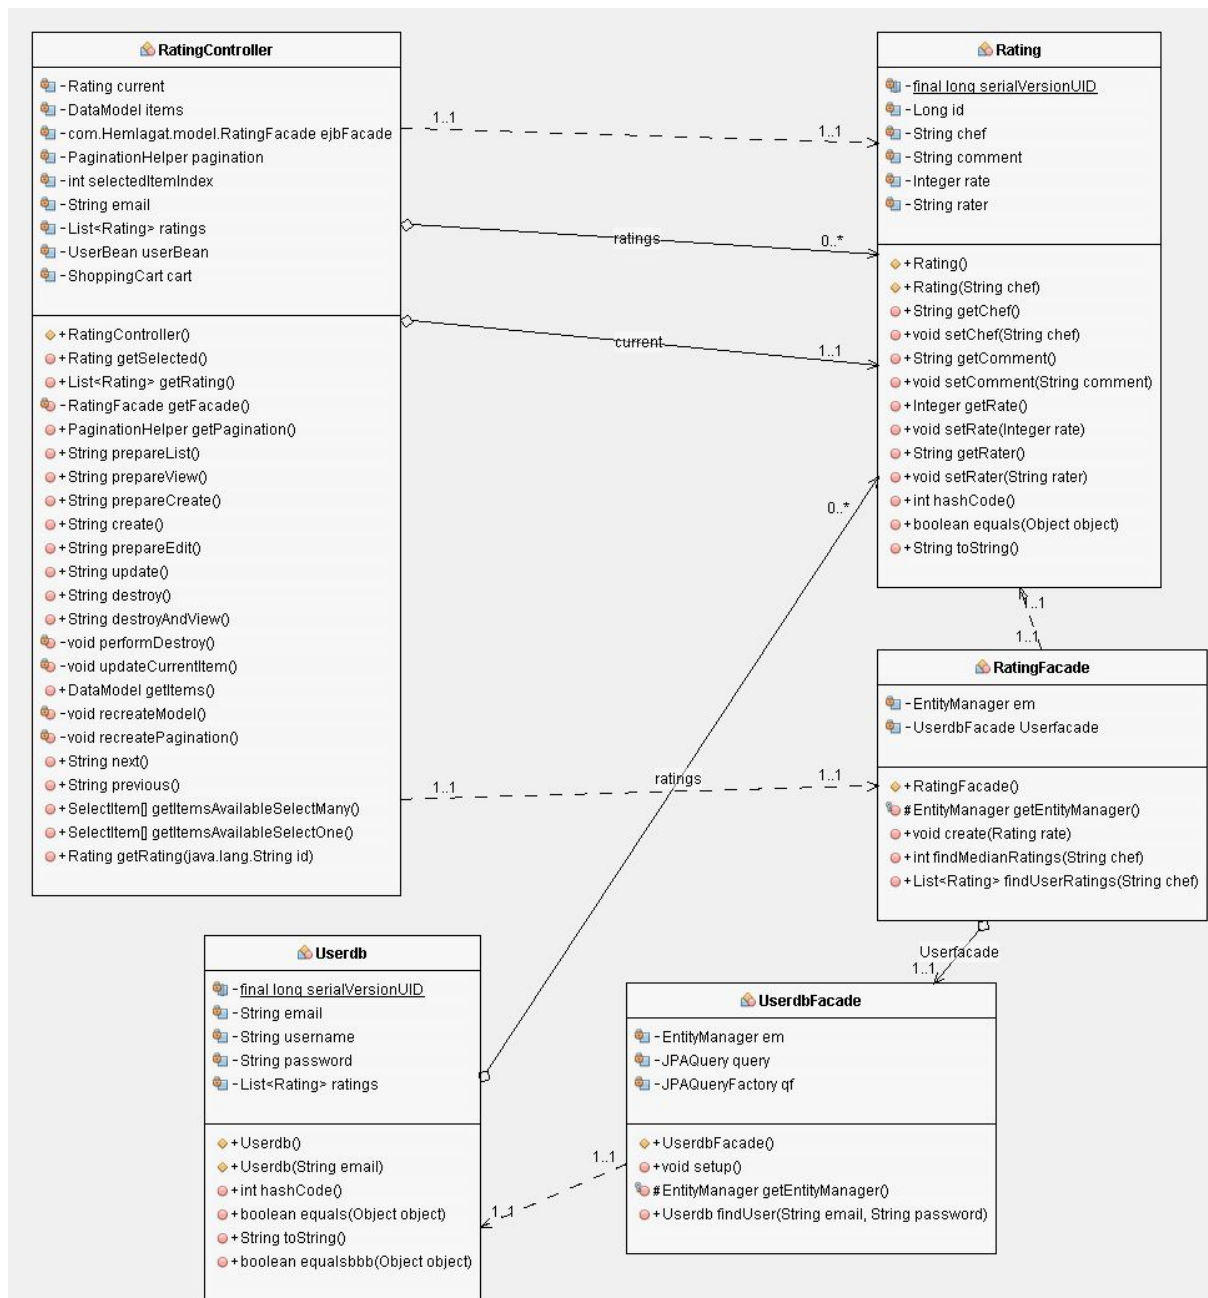 RatingController
-Rating current
-DataModel items
-com.Hemlagat.model.RatingFacade ejbFacade
-PaginationHelper pagination
-int selectedItemIndex
-String email
-List<Rating> ratings
-UserBean userBean
-ShoppingCart cart
+RatingController()
+Rating getSelected()
+List<Rating> getRating()
-RatingFacade getFacade()
+PaginationHelper getPagination()
+String prepareList()
+String prepareView()
+String prepareCreate()
+String create()
+String prepareEdit()
+String update()
+String destroy()
+String destroyAndView()
-void performDestroy()
-void updateCurrentItem()
+DataModel getItems()
-void recreateModel()
-void recreatePagination()
+String next()
+String previous()
+SelectItem[] getItemsAvailableSelectMany()
+SelectItem[] getItemsAvailableSelectOne()
+Rating getRating(java.lang.String id)
1..1
1..1
ratings
0..*
current
1..1
0..*
ratings
1..1
1..1
Rating
-final long serialVersionUID
-Long id
-String chef
-String comment
-Integer rate
-String rater
+Rating()
+Rating(String chef)
+String getChef()
+void setChef(String chef)
+String getComment()
+void setComment(String comment)
+Integer getRate()
+void setRate(Integer rate)
+String getRater()
+void setRater(String rater)
+int hashCode()
+boolean equals(Object object)
+String toString()
1..1
1..1
RatingFacade
-EntityManager em
-UserdbFacade Userfacade
+RatingFacade()
#EntityManager getEntityManager()
+void create(Rating rate)
+int findMedianRatings(String chef)
+List<Rating> findUserRatings(String chef)
Userfacade
1..1
Userdb
-final long serialVersionUID
-String email
-String username
-String password
-List<Rating> ratings
+Userdb()
+Userdb(String email)
+int hashCode()
+boolean equals(Object object)
+String toString()
+boolean equalsbbb(Object object)
1..1
1..1
UserdbFacade
-EntityManager em
-JPAQuery query
-JPAQueryFactory qf
+UserdbFacade()
+void setup()
#EntityManager getEntityManager()
+Userdb findUser(String email, String password)